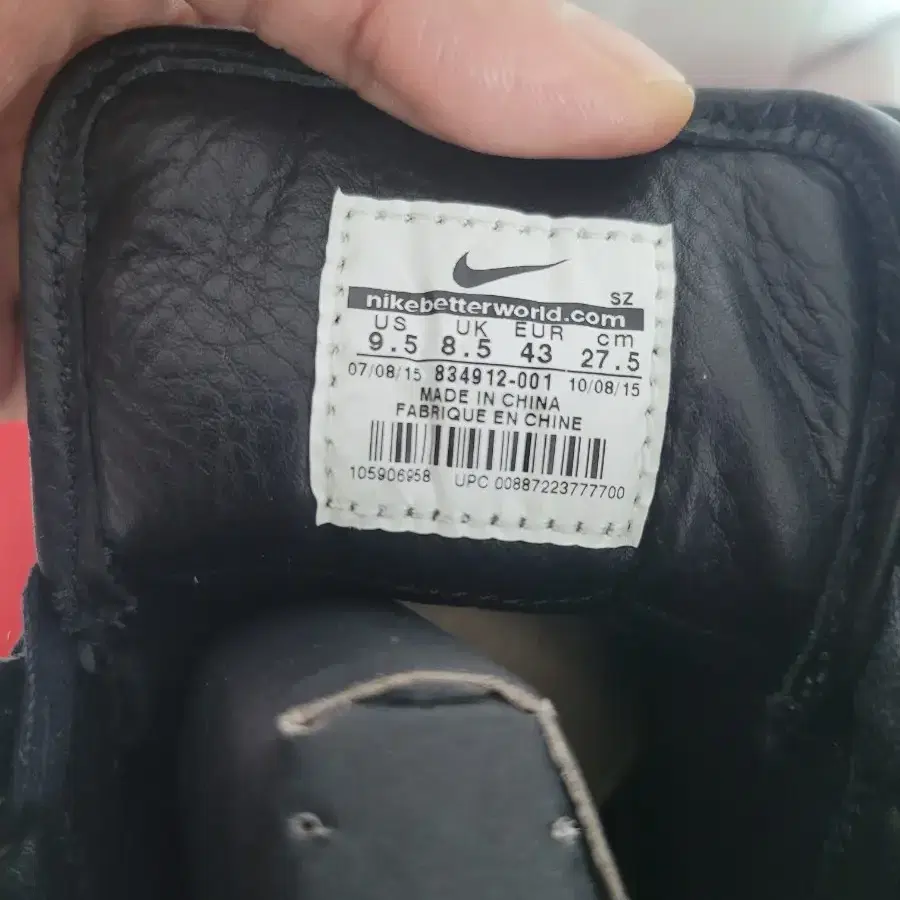 SZ
nikebetterworld.com
US UK EUR cm
9.5 8.5 43 27.5
07/08/15 834912-001 10/08/15
MADE IN CHINA
FABRIQUE EN CHINE
105906958 UPC 00887223777700